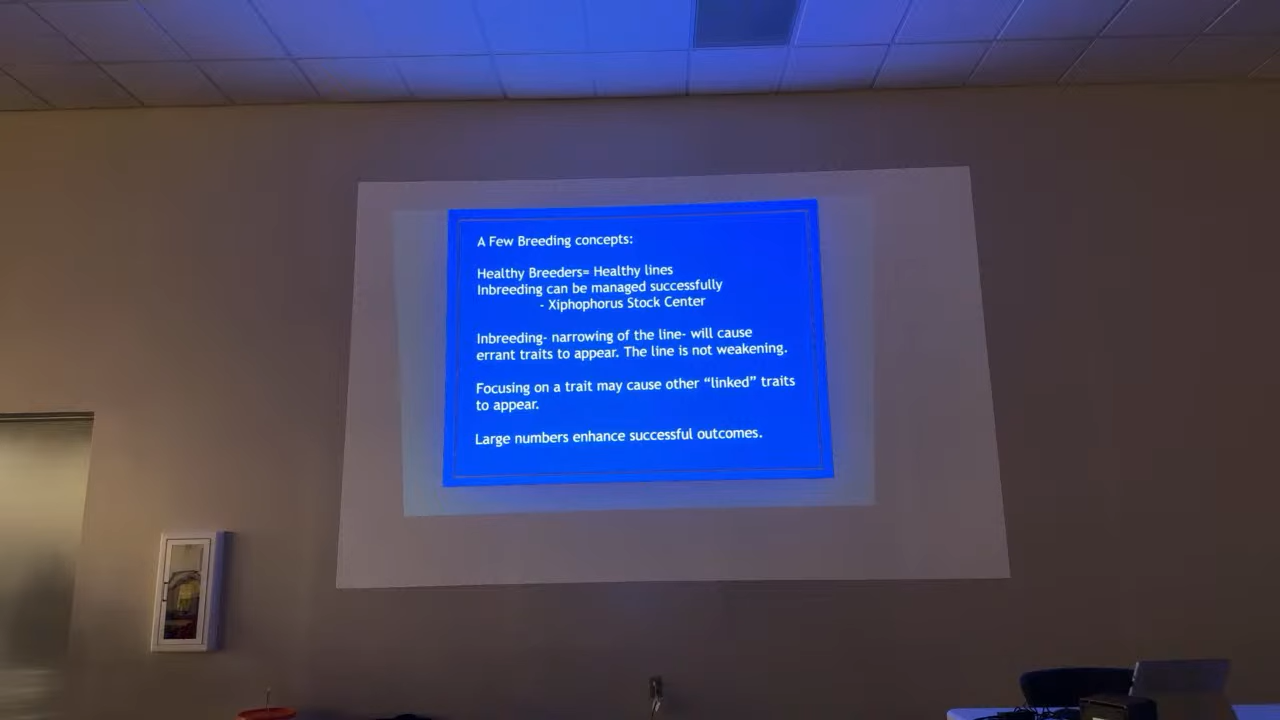 A Few Breeding concepts:
Healthy Breeders= Healthy lines
Inbreeding can be managed successfully
- Xiphophorus Stock Center
Inbreeding- narrowing of the line- will cause
errant traits to appear. The line is not weakening.
Focusing on a trait may cause other “linked” traits
to appear.
Large numbers enhance successful outcomes.